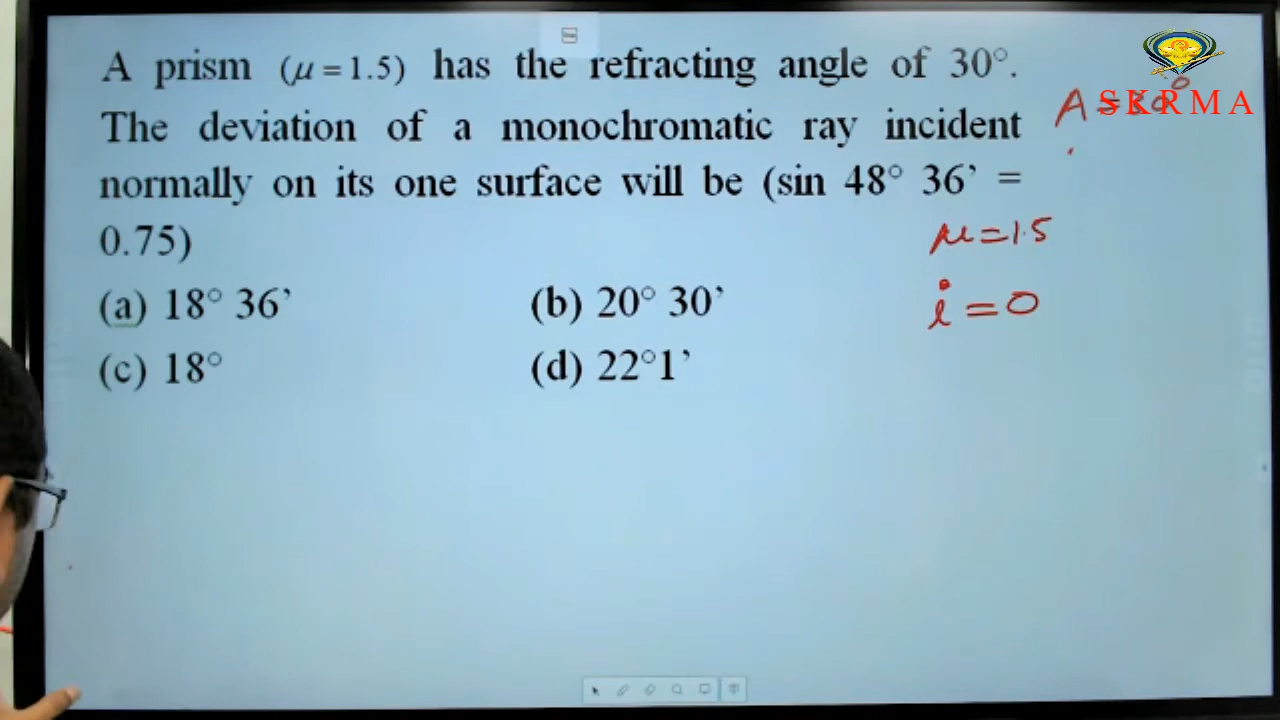 A prism (μ = 1.5) has the refracting angle of 30°.
The deviation of a monochromatic ray incident
normally on its one surface will be (sin 48° 36’ =
0.75)
(a) 18° 36’ (b) 20° 30’
(c) 18° (d) 22°1’
A = 30°
SKRMA
μ = 1.5
i = 0